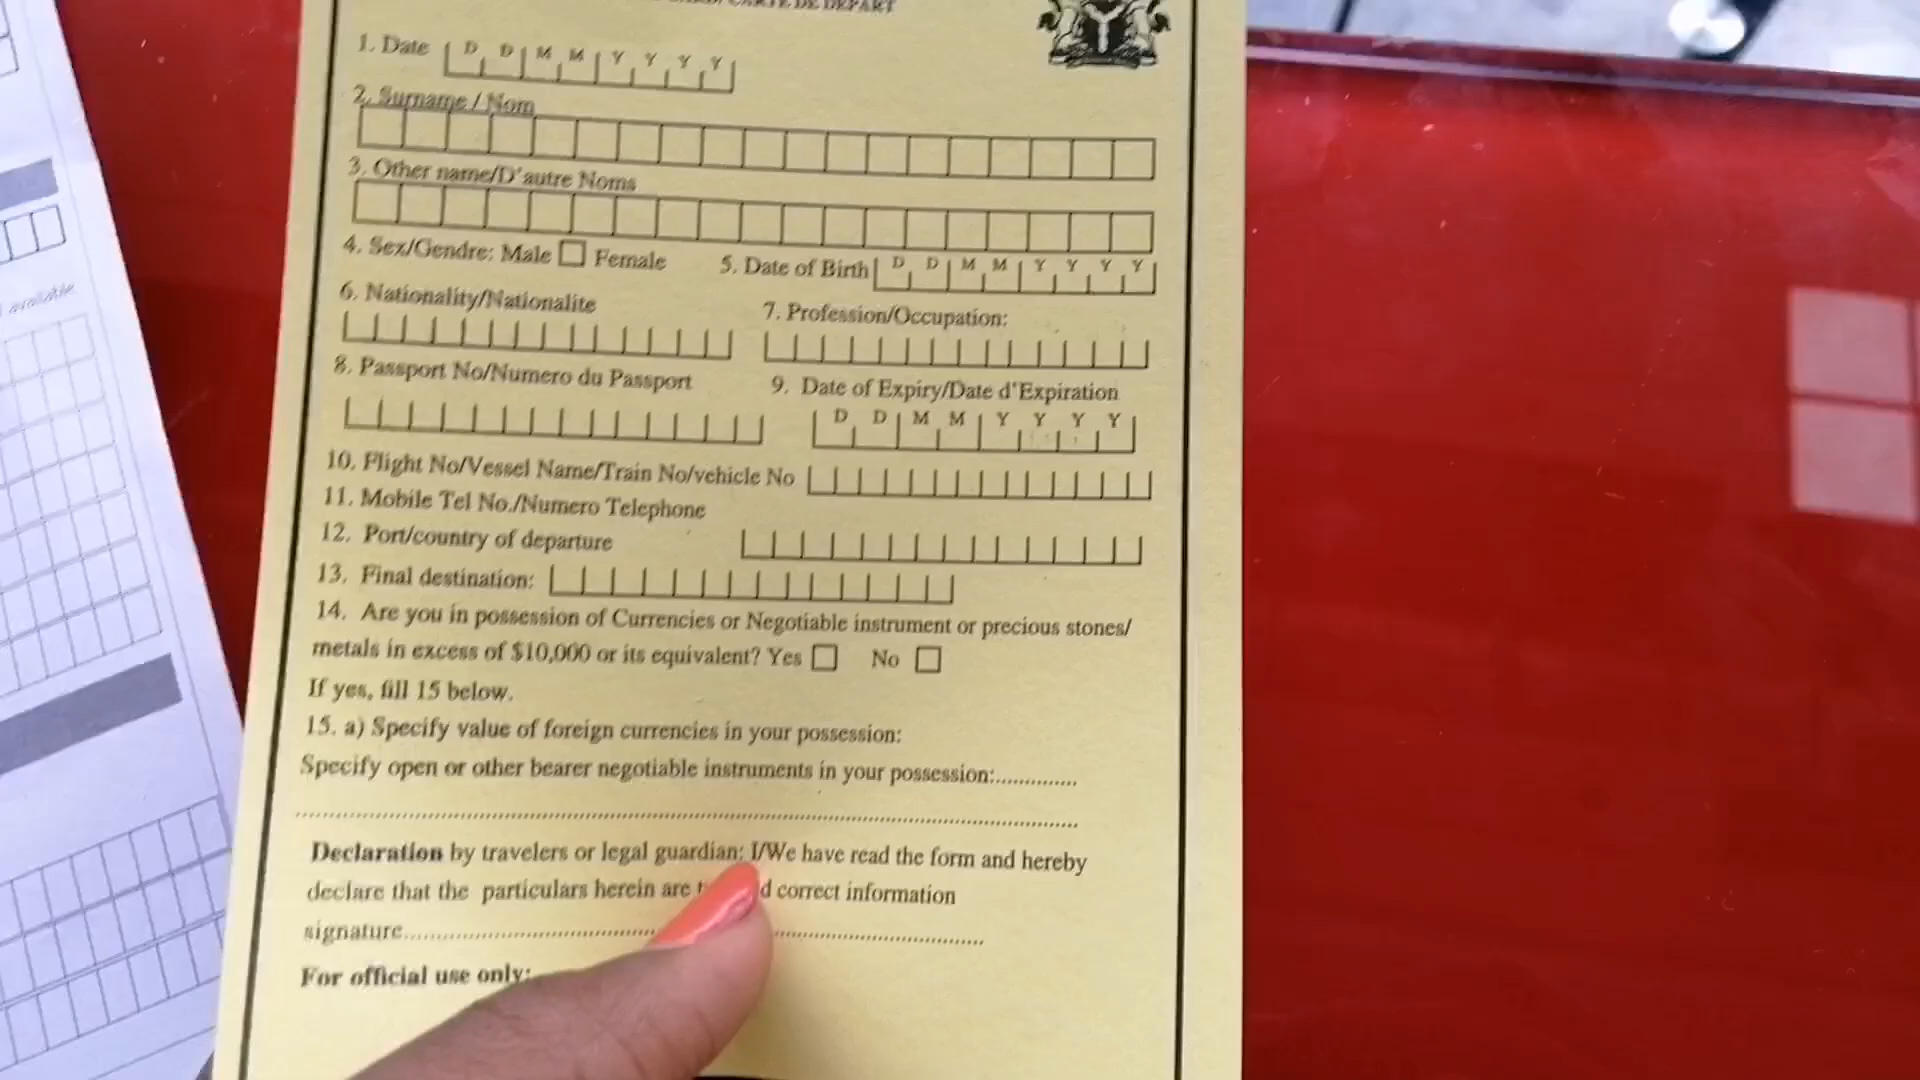 CARTE DE DEPART
1. Date D D M M Y Y Y Y
2. Surname / Nom
3. Other name/D'autre Noms
4. Sex/Gendre: Male Female 5. Date of Birth D D M M Y Y Y Y
6. Nationality/Nationalite
7. Profession/Occupation:
8. Passport No/Numero du Passport
9. Date of Expiry/Date d'Expiration
D D M M Y Y Y Y
10. Flight No/Vessel Name/Train No/vehicle No
11. Mobile Tel No./Numero Telephone
12. Port/country of departure
13. Final destination:
14. Are you in possession of Currencies or Negotiable instrument or precious stones/
metals in excess of $10,000 or its equivalent? Yes No
If yes, fill 15 below.
15. a) Specify value of foreign currencies in your possession:
Specify open or other bearer negotiable instruments in your possession:..............
Declaration by travelers or legal guardian: I/We have read the form and hereby
declare that the particulars herein are correct information
signature
For official use only:
available